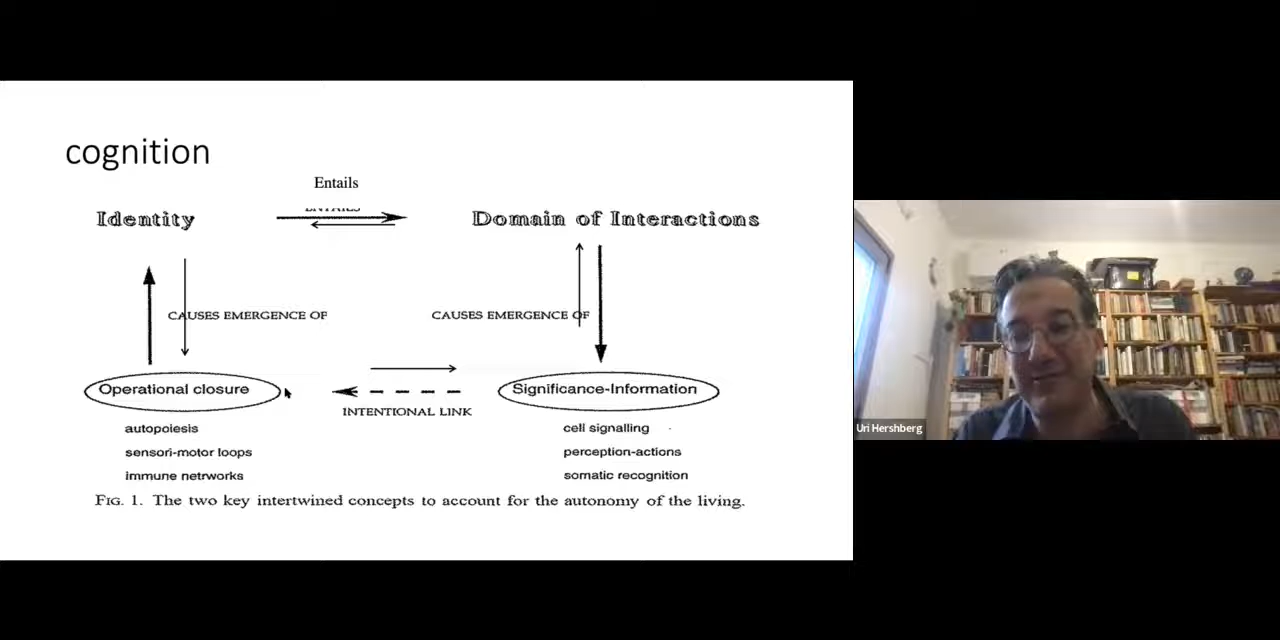 cognition
Entails
ENTAILS
Identity
Domain of Interactions
CAUSES EMERGENCE OF
CAUSES EMERGENCE OF
Operational closure
Significance-Information
INTENTIONAL LINK
autopoiesis
cell signalling
sensori-motor loops
perception-actions
immune netrworks
somatic recognition
FIG. 1. The two key intertwined concepts to account for the autonomy of the living.
Uri Hershberg